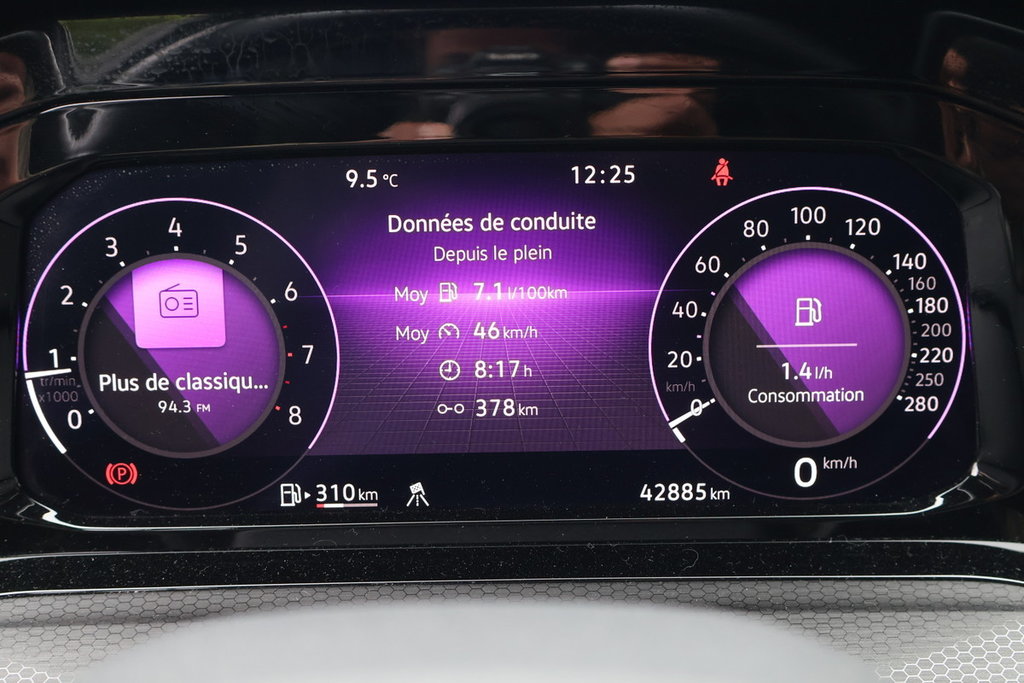 9.5 °C
12:25
Données de conduite
Depuis le plein
Moy 7.1 l/100km
Moy 46 km/h
8:17 h
378 km
0
1
2
3
4
5
6
7
8
tr/min
x1000
Plus de classiqu...
94.3 FM
P
310 km
0
20
40
60
80
100
120
140
160
180
200
220
250
280
km/h
1.4 l/h
Consommation
0 km/h
42885 km